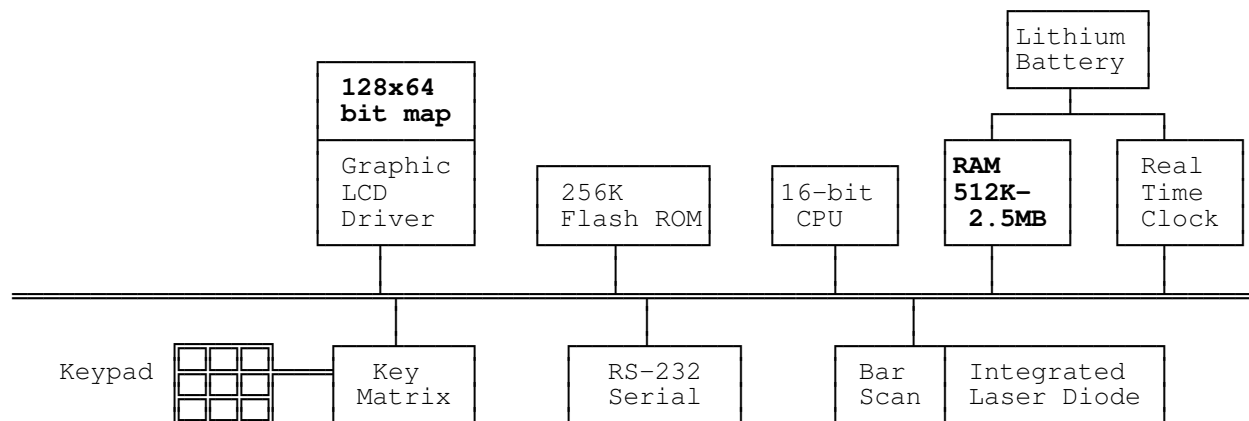 Lithium
Battery
128x64
bit map
Graphic
LCD
Driver
256K
Flash ROM
16-bit
CPU
RAM
512K-
2.5MB
Real
Time
Clock
Keypad
Key
Matrix
RS-232
Serial
Bar
Scan
Integrated
Laser Diode